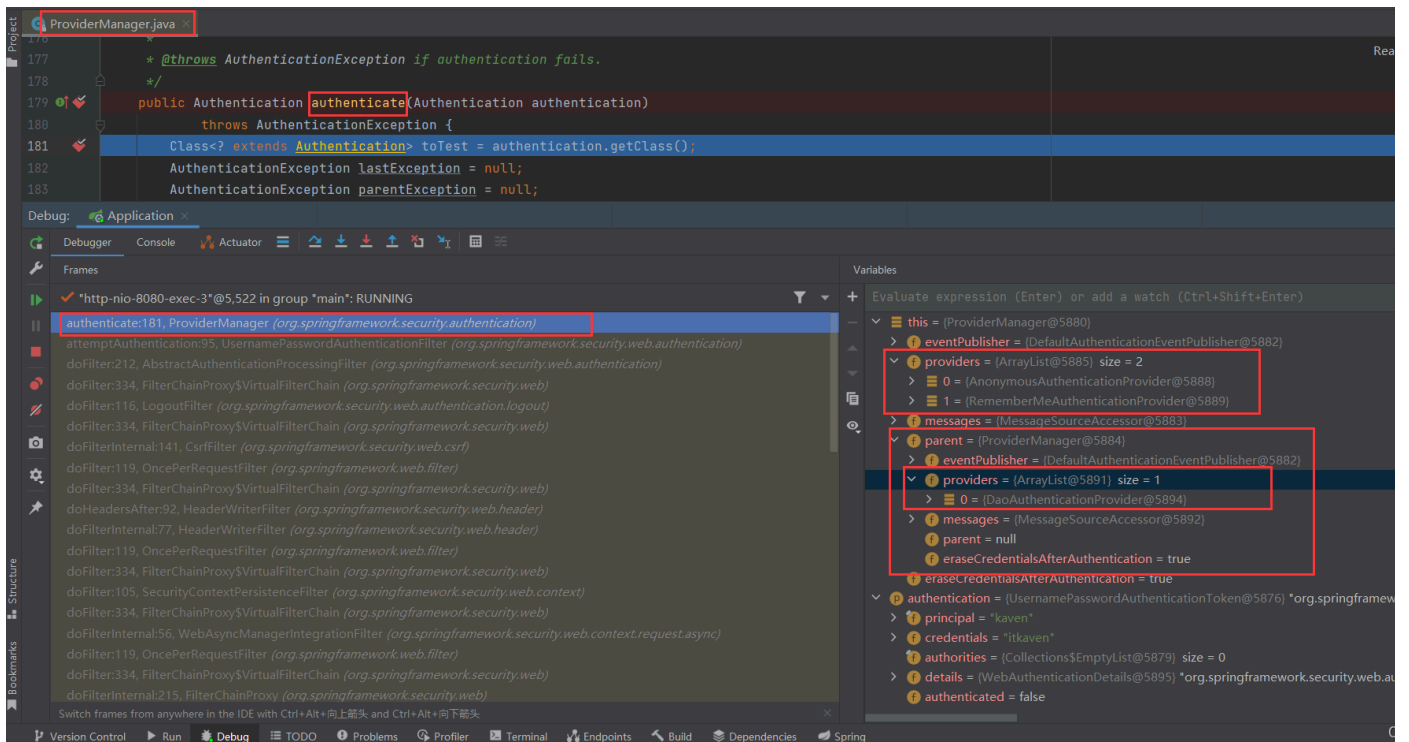 Project
ProviderManager.java
176 *
177 * @throws AuthenticationException if authentication fails.
178 */
179 public Authentication authenticate(Authentication authentication)
180 throws AuthenticationException {
181 Class<? extends Authentication> toTest = authentication.getClass();
182 AuthenticationException lastException = null;
183 AuthenticationException parentException = null;
Rea
Debug: Application
Debugger Console Actuator
Frames
"http-nio-8080-exec-3"@5,522 in group "main": RUNNING
authenticate:181, ProviderManager (org.springframework.security.authentication)
attemptAuthentication:95, UsernamePasswordAuthenticationFilter (org.springframework.security.web.authentication)
doFilter:212, AbstractAuthenticationProcessingFilter (org.springframework.security.web.authentication)
doFilter:334, FilterChainProxy$VirtualFilterChain (org.springframework.security.web)
doFilter:116, LogoutFilter (org.springframework.security.web.authentication.logout)
doFilter:334, FilterChainProxy$VirtualFilterChain (org.springframework.security.web)
doFilterInternal:141, CsrfFilter (org.springframework.security.web.csrf)
doFilter:119, OncePerRequestFilter (org.springframework.web.filter)
doFilter:334, FilterChainProxy$VirtualFilterChain (org.springframework.security.web)
doHeadersAfter:92, HeaderWriterFilter (org.springframework.security.web.header)
doFilterInternal:77, HeaderWriterFilter (org.springframework.security.web.header)
doFilter:119, OncePerRequestFilter (org.springframework.web.filter)
doFilter:334, FilterChainProxy$VirtualFilterChain (org.springframework.security.web)
doFilter:105, SecurityContextPersistenceFilter (org.springframework.security.web.context)
doFilter:334, FilterChainProxy$VirtualFilterChain (org.springframework.security.web)
doFilterInternal:56, WebAsyncManagerIntegrationFilter (org.springframework.security.web.context.request.async)
doFilter:119, OncePerRequestFilter (org.springframework.web.filter)
doFilter:334, FilterChainProxy$VirtualFilterChain (org.springframework.security.web)
doFilterInternal:215, FilterChainProxy (org.springframework.security.web)
Switch frames from anywhere in the IDE with Ctrl+Alt+向上箭头 and Ctrl+Alt+向下箭头
Variables
Evaluate expression (Enter) or add a watch (Ctrl+Shift+Enter)
this = {ProviderManager@5880}
eventPublisher = {DefaultAuthenticationEventPublisher@5882}
providers = {ArrayList@5885} size = 2
0 = {AnonymousAuthenticationProvider@5888}
1 = {RememberMeAuthenticationProvider@5889}
messages = {MessageSourceAccessor@5883}
parent = {ProviderManager@5884}
eventPublisher = {DefaultAuthenticationEventPublisher@5882}
providers = {ArrayList@5891} size = 1
0 = {DaoAuthenticationProvider@5894}
messages = {MessageSourceAccessor@5892}
parent = null
eraseCredentialsAfterAuthentication = true
eraseCredentialsAfterAuthentication = true
authentication = {UsernamePasswordAuthenticationToken@5876} "org.springframew
principal = "kaven"
credentials = "itkaven"
authorities = {Collections$EmptyList@5879} size = 0
details = {WebAuthenticationDetails@5895} "org.springframework.security.web.au
authenticated = false
Structure
Bookmarks
Version Control Run Debug TODO Problems Profiler Terminal Endpoints Build Dependencies Spring